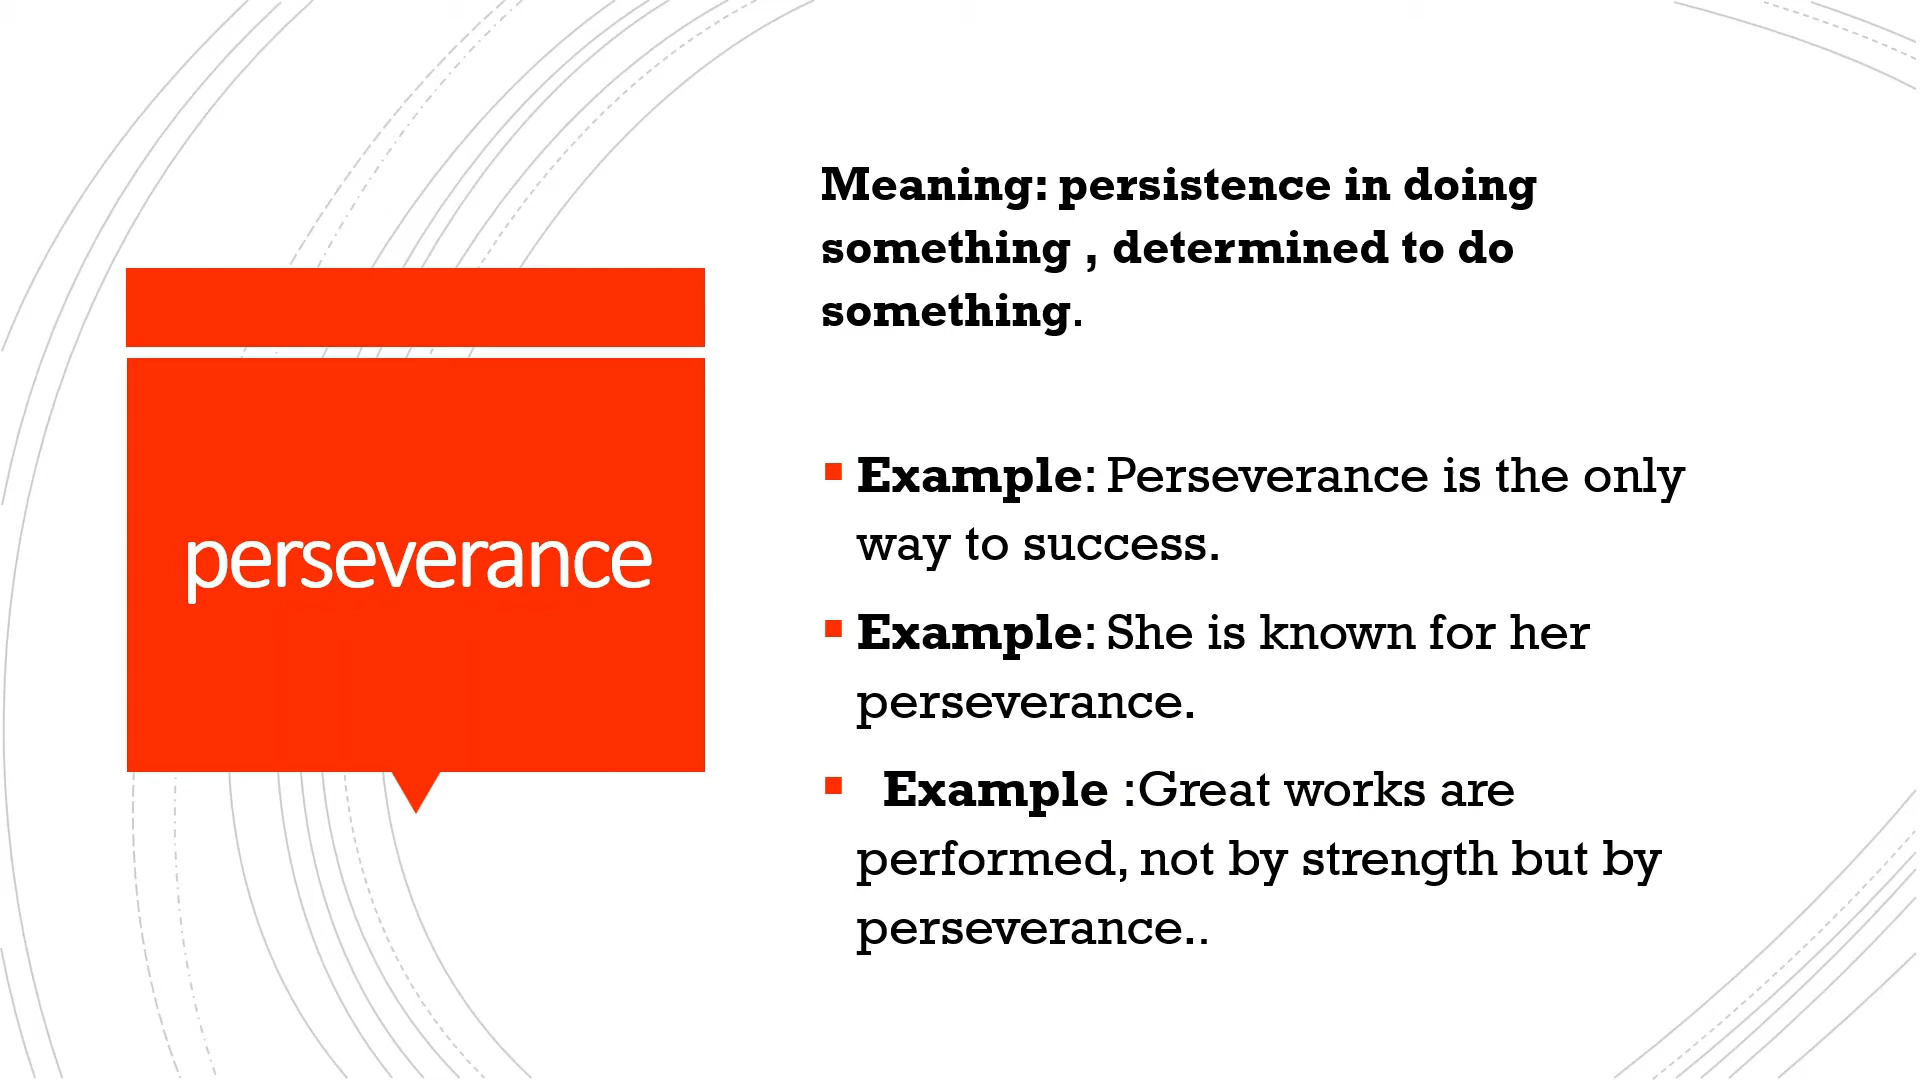 perseverance
Meaning: persistence in doing
something , determined to do
something.
Example: Perseverance is the only
way to success.
Example: She is known for her
perseverance.
Example :Great works are
performed, not by strength but by
perseverance..